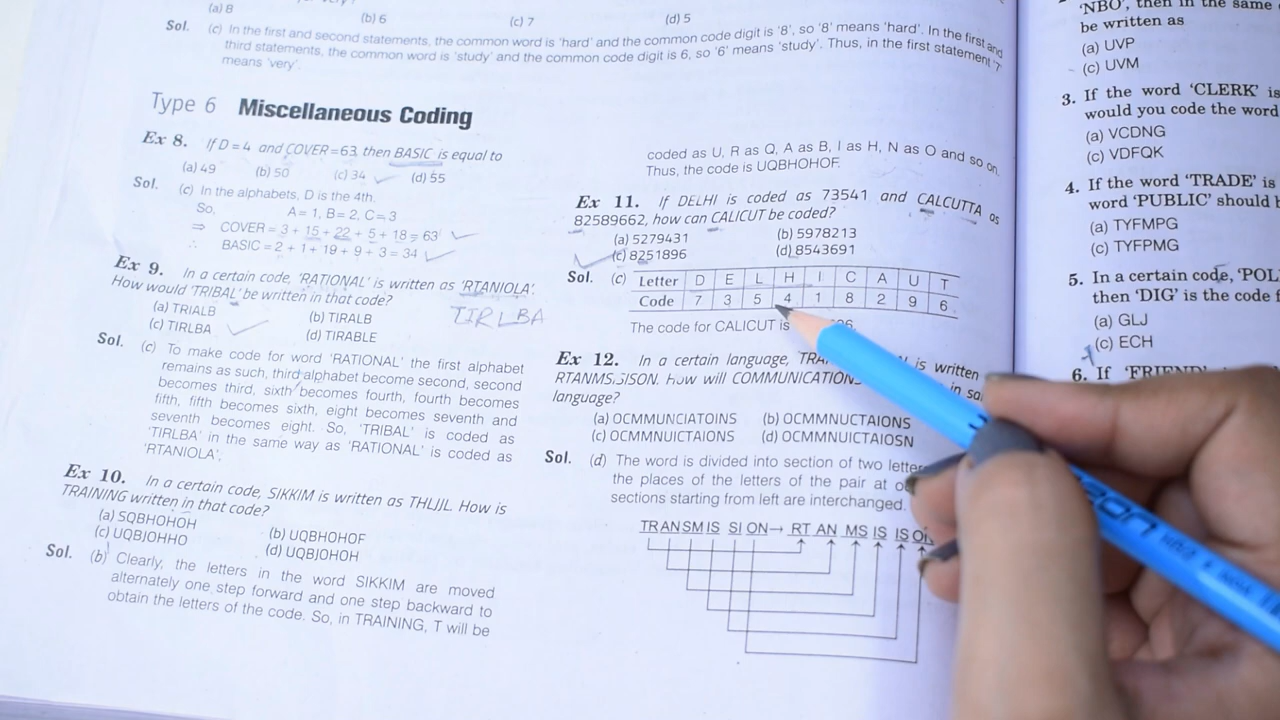 (a) 8
(b) 6
(c) 7
(d) 5
Sol. (c) In the first and second statements, the common word is 'hard' and the common code digit is '8', so '8' means 'hard'. In the first and
third statements, the common word is 'study' and the common code digit is 6, so '6' means 'study'. Thus, in the first statement '7'
means 'very'.
Type 6 Miscellaneous Coding
Ex 8. If D = 4 and COVER=63, then BASIC is equal to
(a) 49 (b) 50 (c) 34 (d) 55
Sol. (c) In the alphabets, D is the 4th.
So, A = 1, B = 2, C = 3
⇒ COVER = 3 + 15 + 22 + 5 + 18 = 63
∴ BASIC = 2 + 1 + 19 + 9 + 3 = 34
Ex 9. In a certain code, 'RATIONAL' is written as 'RTANIOLA'.
How would 'TRIBAL' be written in that code?
(a) TRIALB (b) TIRALB
(c) TIRLBA (d) TIRABLE
TIRLBA
Sol. (c) To make code for word 'RATIONAL' the first alphabet
remains as such, third alphabet become second, second
becomes third, sixth becomes fourth, fourth becomes
fifth, fifth becomes sixth, eight becomes seventh and
seventh becomes eight. So, 'TRIBAL' is coded as
'TIRLBA' in the same way as 'RATIONAL' is coded as
'RTANIOLA'.
Ex 10. In a certain code, SIKKIM is written as THLJJL. How is
TRAINING written in that code?
(a) SQBHOHOH (b) UQBHOHOF
(c) UQBJOHHO (d) UQBJOHOH
Sol. (b) Clearly, the letters in the word SIKKIM are moved
alternately one step forward and one step backward to
obtain the letters of the code. So, in TRAINING, T will be
coded as U, R as Q, A as B, I as H, N as O and so on.
Thus, the code is UQBHOHOF.
Ex 11. If DELHI is coded as 73541 and CALCUTTA as
82589662, how can CALICUT be coded?
(a) 5279431 (b) 5978213
(c) 8251896 (d) 8543691
Sol. (c) Letter D E L H I C A U T
Code 7 3 5 4 1 8 2 9 6
The code for CALICUT is
Ex 12. In a certain language, is written
RTANMS.SISON. How will COMMUNICATIONS in
language?
(a) OCMMUNCIATOINS (b) OCMMNUCTAIONS
(c) OCMMNUICTAIONS (d) OCMMNUICTAIOSN
Sol. (d) The word is divided into section of two
the places of the letters of the pair at
sections starting from left are interchanged.
TRANSMIS SI ON→ RT AN MS IS IS
'NBO', then in the same
be written as
(a) UVP
(c) UVM
3. If the word 'CLERK' is
would you code the word
(a) VCDNG
(c) VDFQK
4. If the word 'TRADE' is
word 'PUBLIC' should
(a) TYFMPG
(c) TYFPMG
5. In a certain code,
then 'DIG' is the code
(a) GLJ
(c) ECH
6. If 'FRIEND'